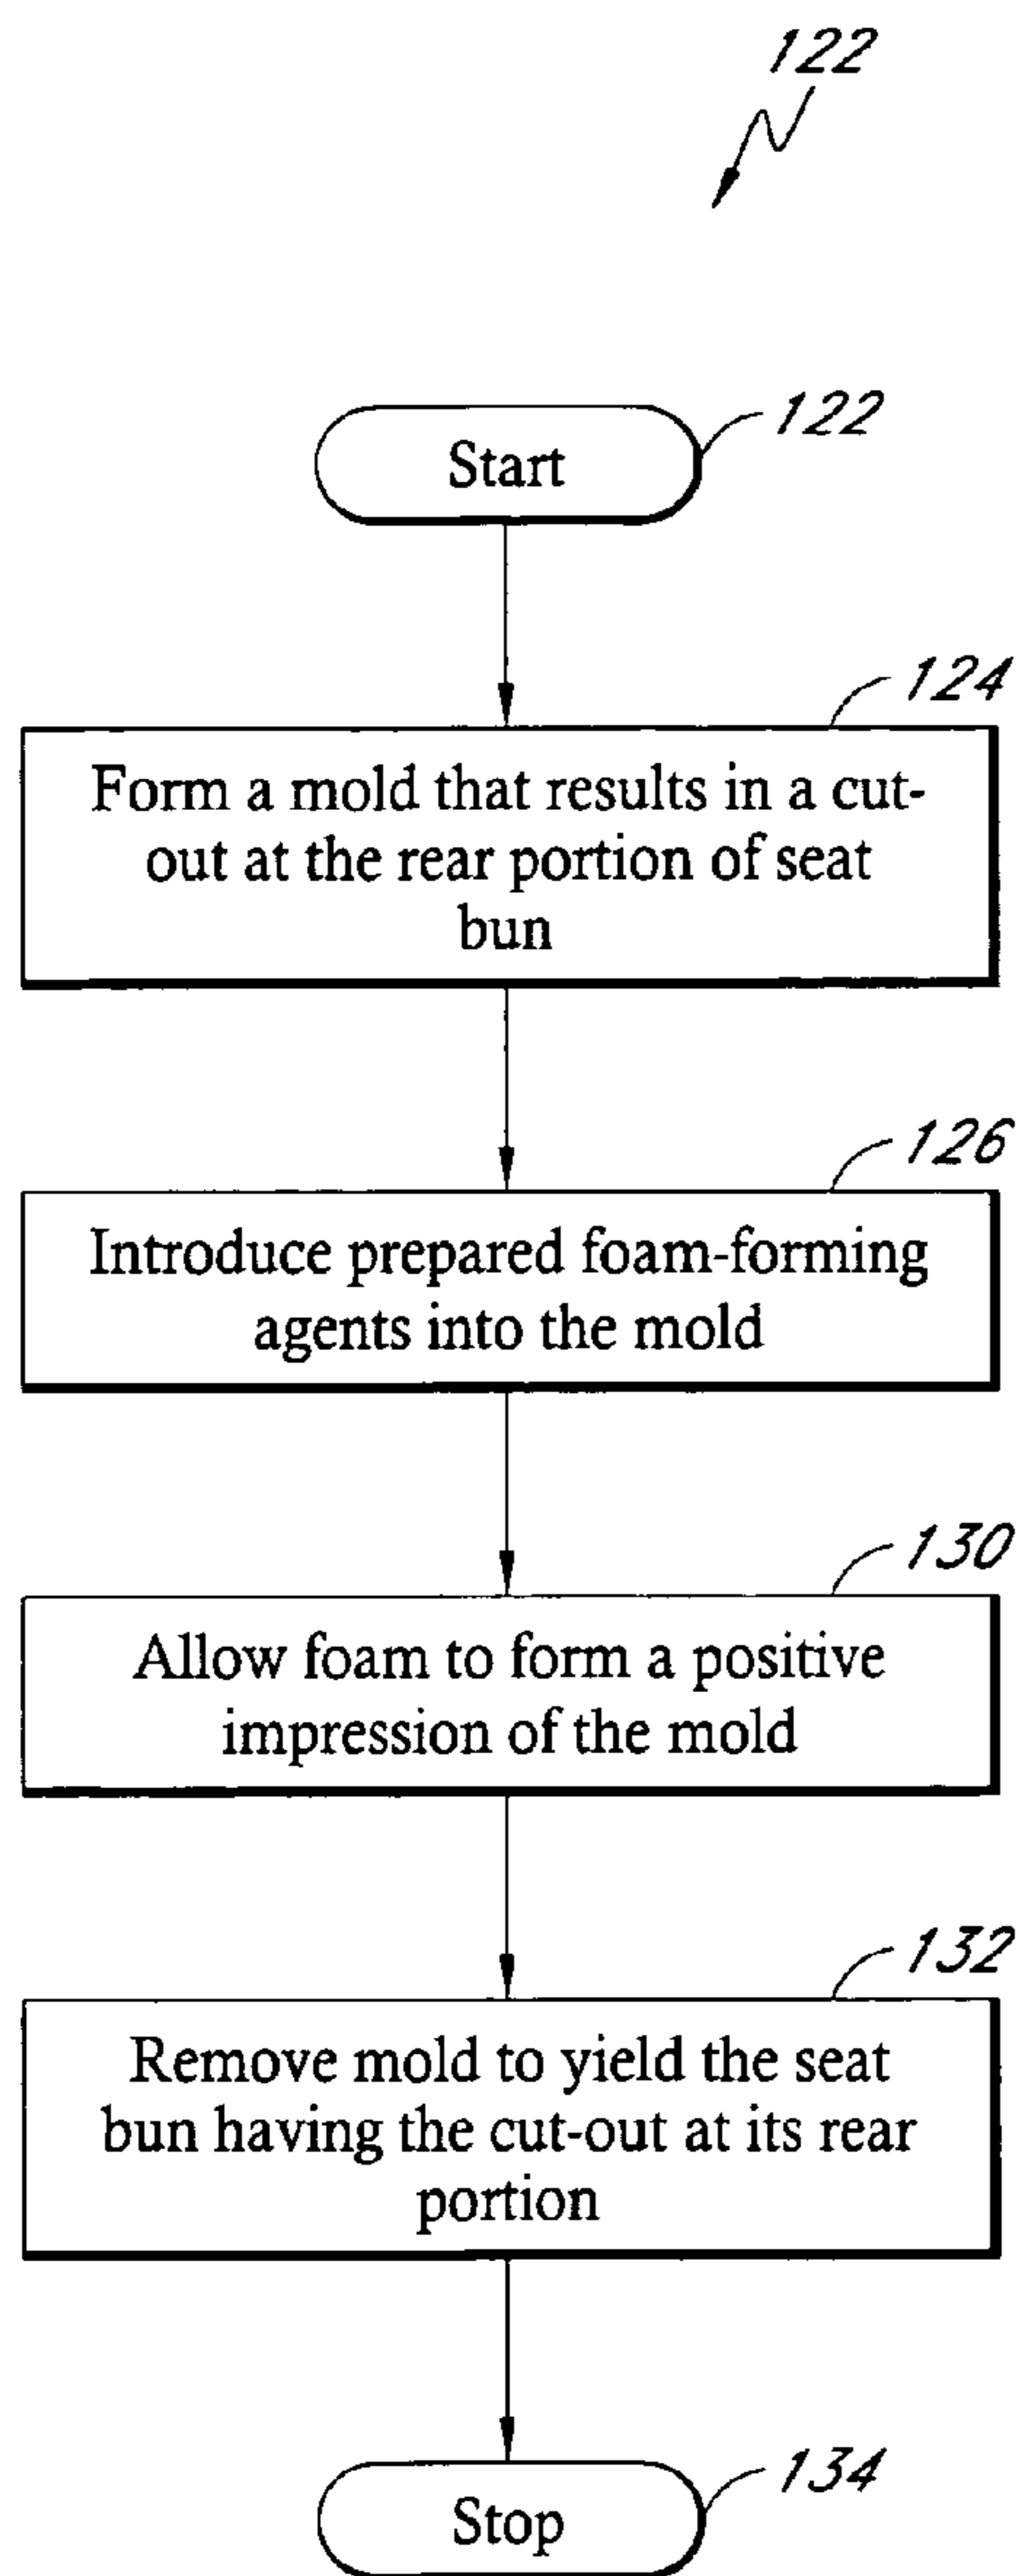 122
Start
122
124
Form a mold that results in a cut-
out at the rear portion of seat
bun
126
Introduce prepared foam-forming
agents into the mold
130
Allow foam to form a positive
impression of the mold
132
Remove mold to yield the seat
bun having the cut-out at its rear
portion
134
Stop